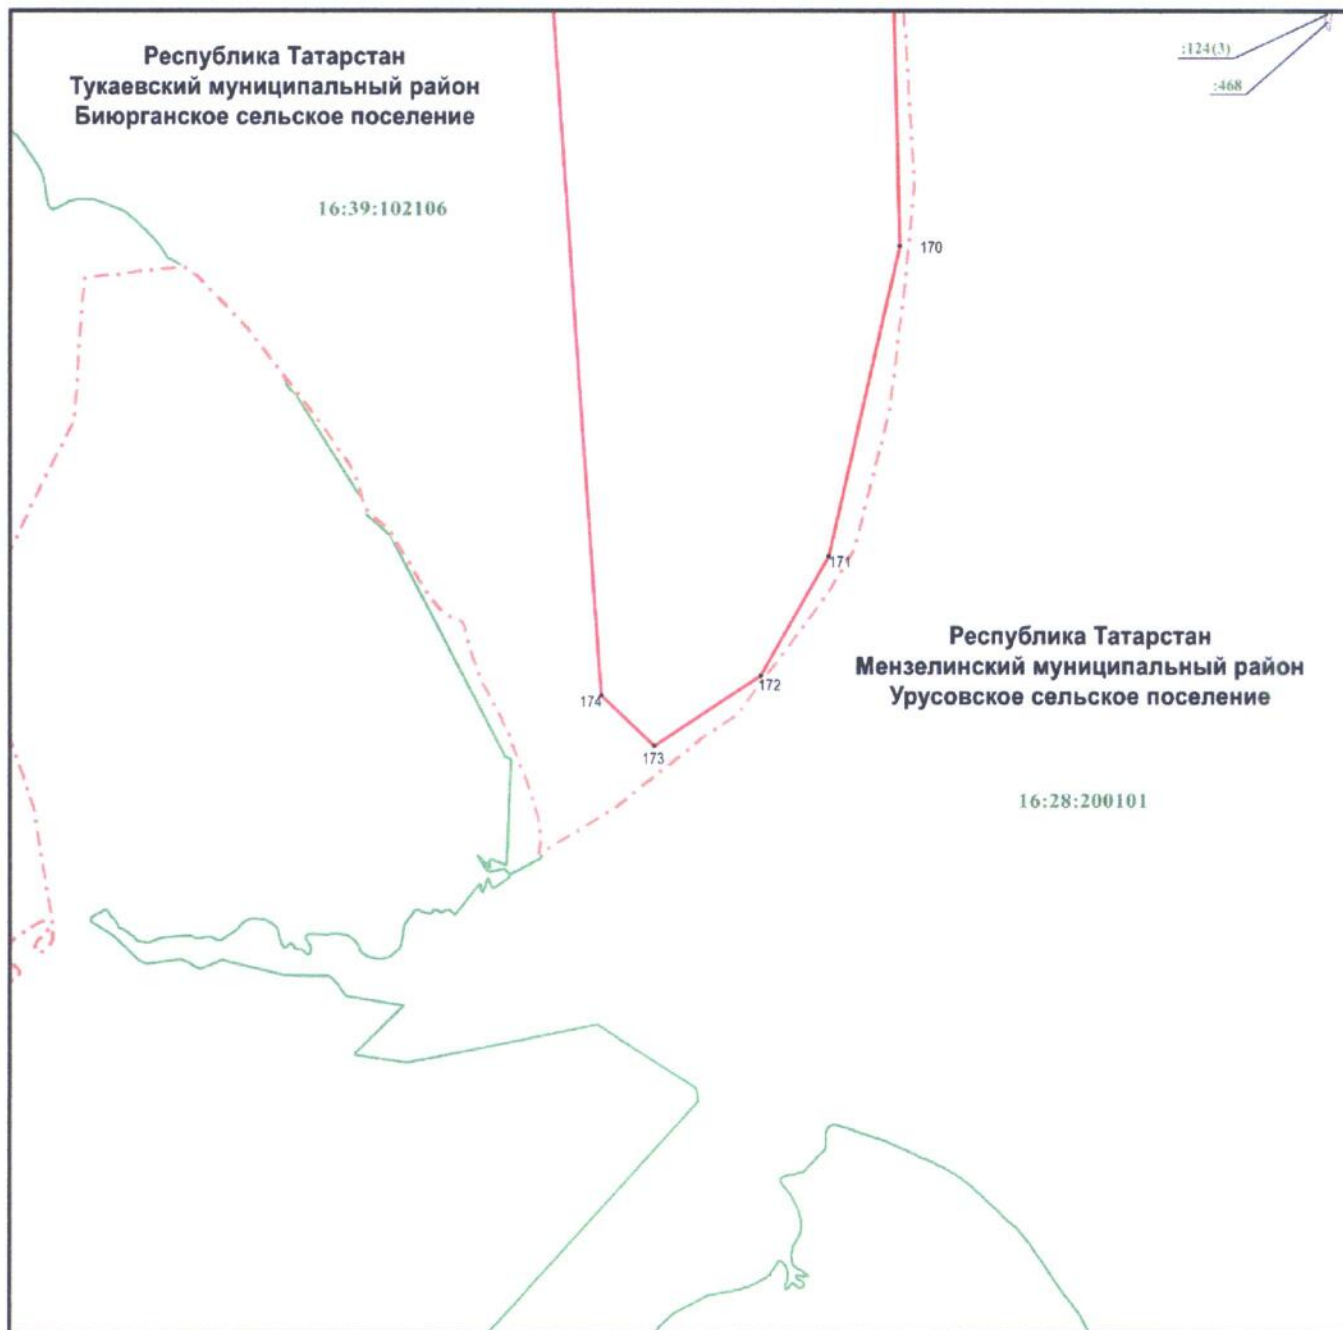 Республика Татарстан
Тукаевский муниципальный район
Биюрганское сельское поселение
:124(3)
:468
16:39:102106
170
171
Республика Татарстан
Мензелинский муниципальный район
Урусовское сельское поселение
172
174
173
16:28:200101